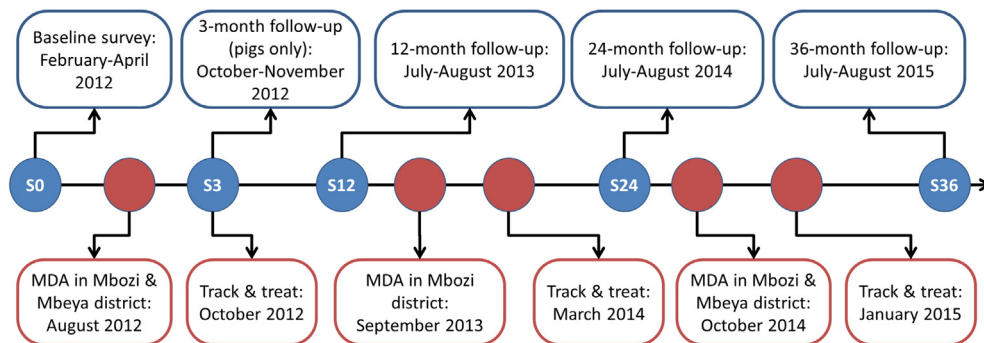 Baseline survey:
February-April
2012
3-month follow-up
(pigs only):
October-November
2012
12-month follow-up:
July-August 2013
24-month follow-up:
July-August 2014
36-month follow-up:
July-August 2015
S0
S3
S12
S24
S36
MDA in Mbozi &
Mbeya district:
August 2012
Track & treat:
October 2012
MDA in Mbozi
district:
September 2013
Track & treat:
March 2014
MDA in Mbozi &
Mbeya district:
October 2014
Track & treat:
January 2015